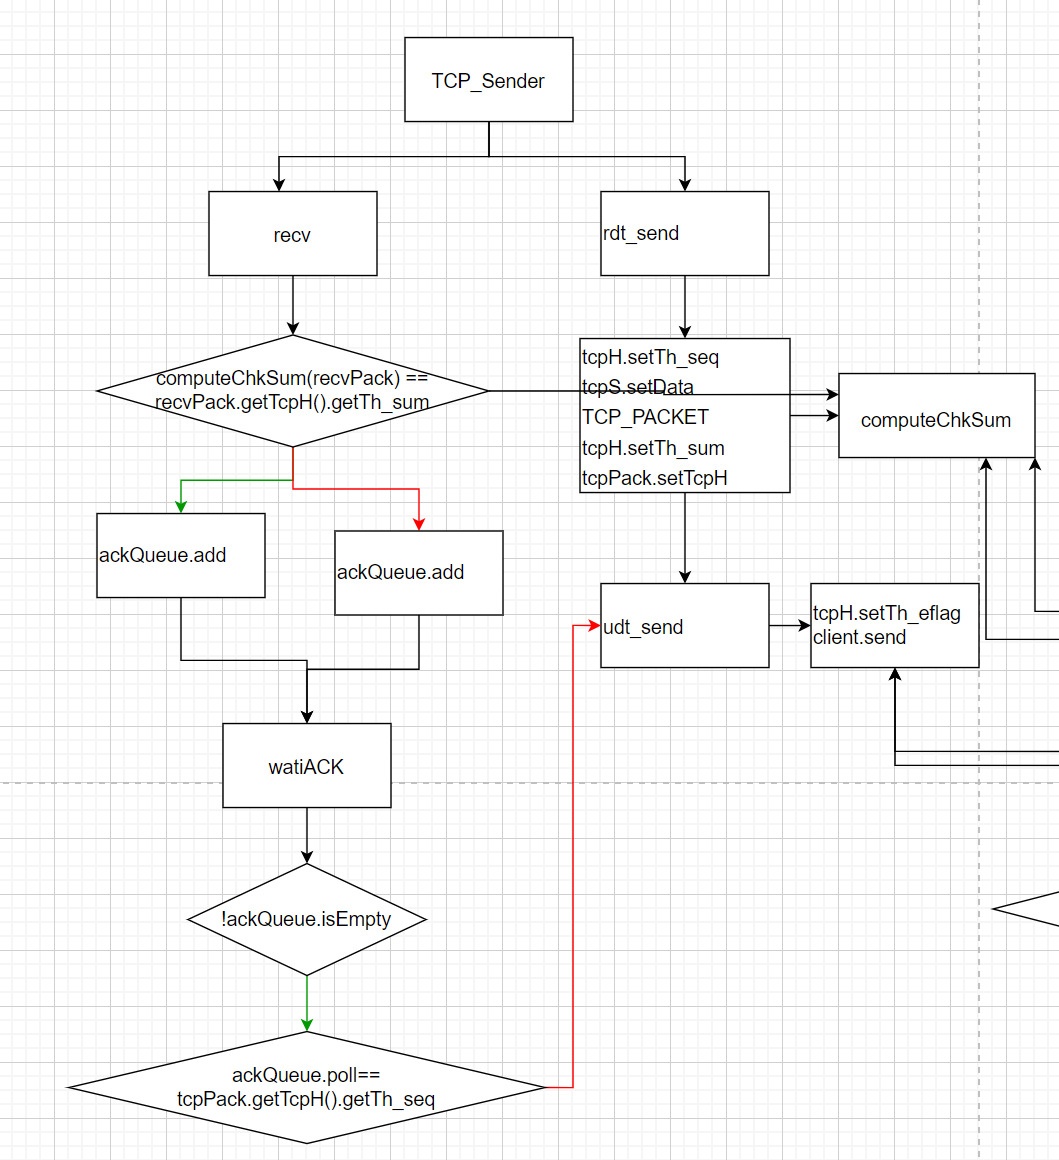 TCP_Sender
recv
rdt_send
computeChkSum(recvPack) ==
recvPack.getTcpH().getTh_sum
tcpH.setTh_seq
tcpS.setData
TCP_PACKET
tcpH.setTh_sum
tcpPack.setTcpH
computeChkSum
ackQueue.add
ackQueue.add
udt_send
tcpH.setTh_eflag
client.send
watiACK
!ackQueue.isEmpty
ackQueue.poll==
tcpPack.getTcpH().getTh_seq